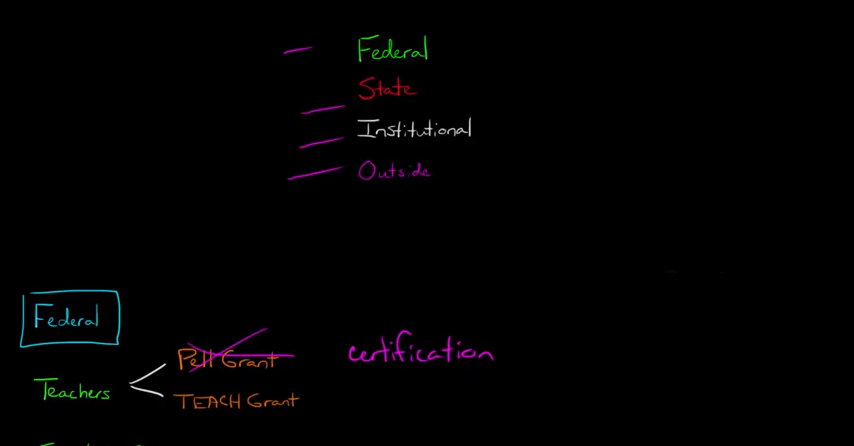 Federal
State
Institutional
Outside
Federal
Pell Grant
certification
Teachers
TEACH Grant